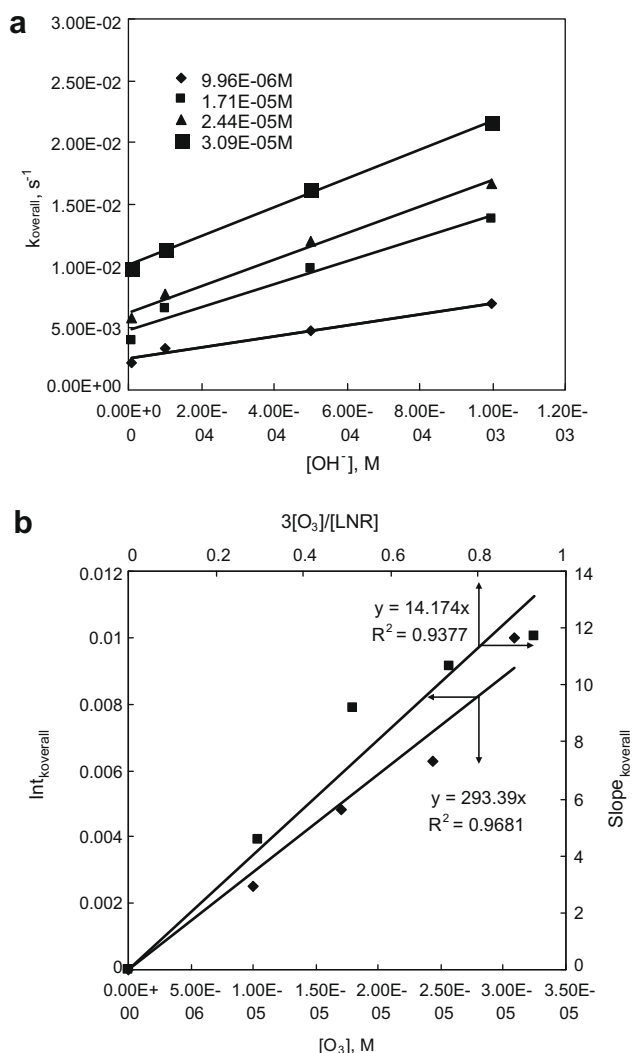 a
3.00E-02
2.50E-02
2.00E-02
1.50E-02
1.00E-02
5.00E-03
0.00E+00
k_overall, s⁻¹
9.96E-06M
1.71E-05M
2.44E-05M
3.09E-05M
0.00E+0 2.00E- 4.00E- 6.00E- 8.00E- 1.00E- 1.20E-
0 04 04 04 04 03 03
[OH⁻], M
b
3[O₃]/[LNR]
0 0.2 0.4 0.6 0.8 1
0.012
0.01
0.008
0.006
0.004
0.002
0
Int_koverall
y = 14.174x
R² = 0.9377
y = 293.39x
R² = 0.9681
14
12
10
8
6
4
2
0
Slope_koverall
0.00E+ 5.00E- 1.00E- 1.50E- 2.00E- 2.50E- 3.00E- 3.50E-
00 06 05 05 05 05 05 05
[O₃], M